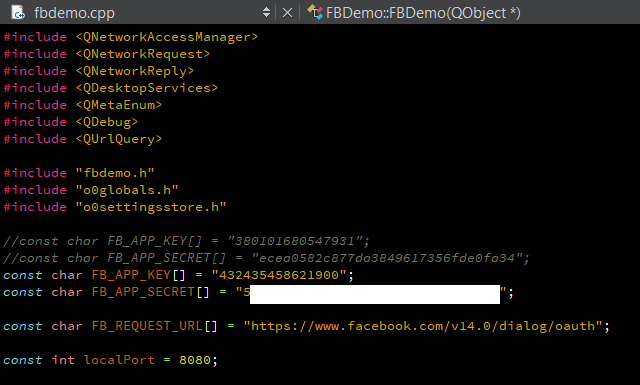 fbdemo.cpp FBDemo::FBDemo(QObject *)
#include <QNetworkAccessManager>
#include <QNetworkRequest>
#include <QNetworkReply>
#include <QDesktopServices>
#include <QMetaEnum>
#include <QDebug>
#include <QUrlQuery>
#include "fbdemo.h"
#include "o0globals.h"
#include "o0settingsstore.h"
//const char FB_APP_KEY[] = "380101680547931";
//const char FB_APP_SECRET[] = "ecea0582c877da3849617356fde0fa34";
const char FB_APP_KEY[] = "432435458621900";
const char FB_APP_SECRET[] = "5";
const char FB_REQUEST_URL[] = "https://www.facebook.com/v14.0/dialog/oauth";
const int localPort = 8080;